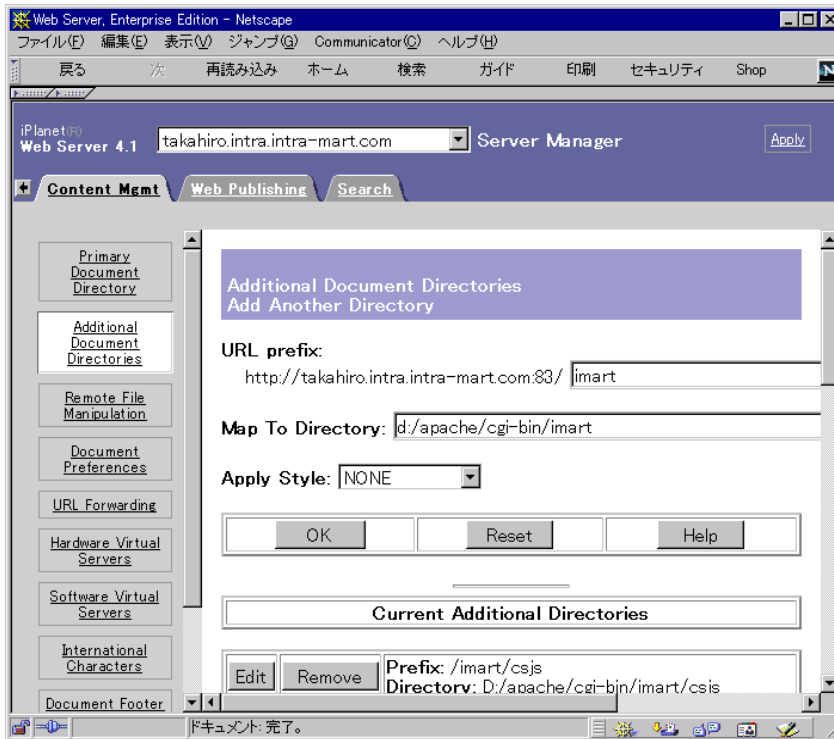 Web Server, Enterprise Edition - Netscape
ファイル(F) 編集(E) 表示(V) ジャンプ(G) Communicator(C) ヘルプ(H)
戻る 次 再読み込み ホーム 検索 ガイド 印刷 セキュリティ Shop N
iPlanet(R)
Web Server 4.1 takahiro.intra.intra-mart.com Server Manager Apply
Content Mgmt Web Publishing Search
Primary
Document
Directory
Additional
Document
Directories
Remote File
Manipulation
Document
Preferences
URL Forwarding
Hardware Virtual
Servers
Software Virtual
Servers
International
Characters
Document Footer
Additional Document Directories
Add Another Directory
URL prefix:
http://takahiro.intra.intra-mart.com:83/ imart
Map To Directory: d:/apache/cgi-bin/imart
Apply Style: NONE
OK Reset Help
Current Additional Directories
Edit Remove Prefix: /imart/csjs
Directory: D:/apache/cgi-bin/imart/csjs
ドキュメント: 完了。